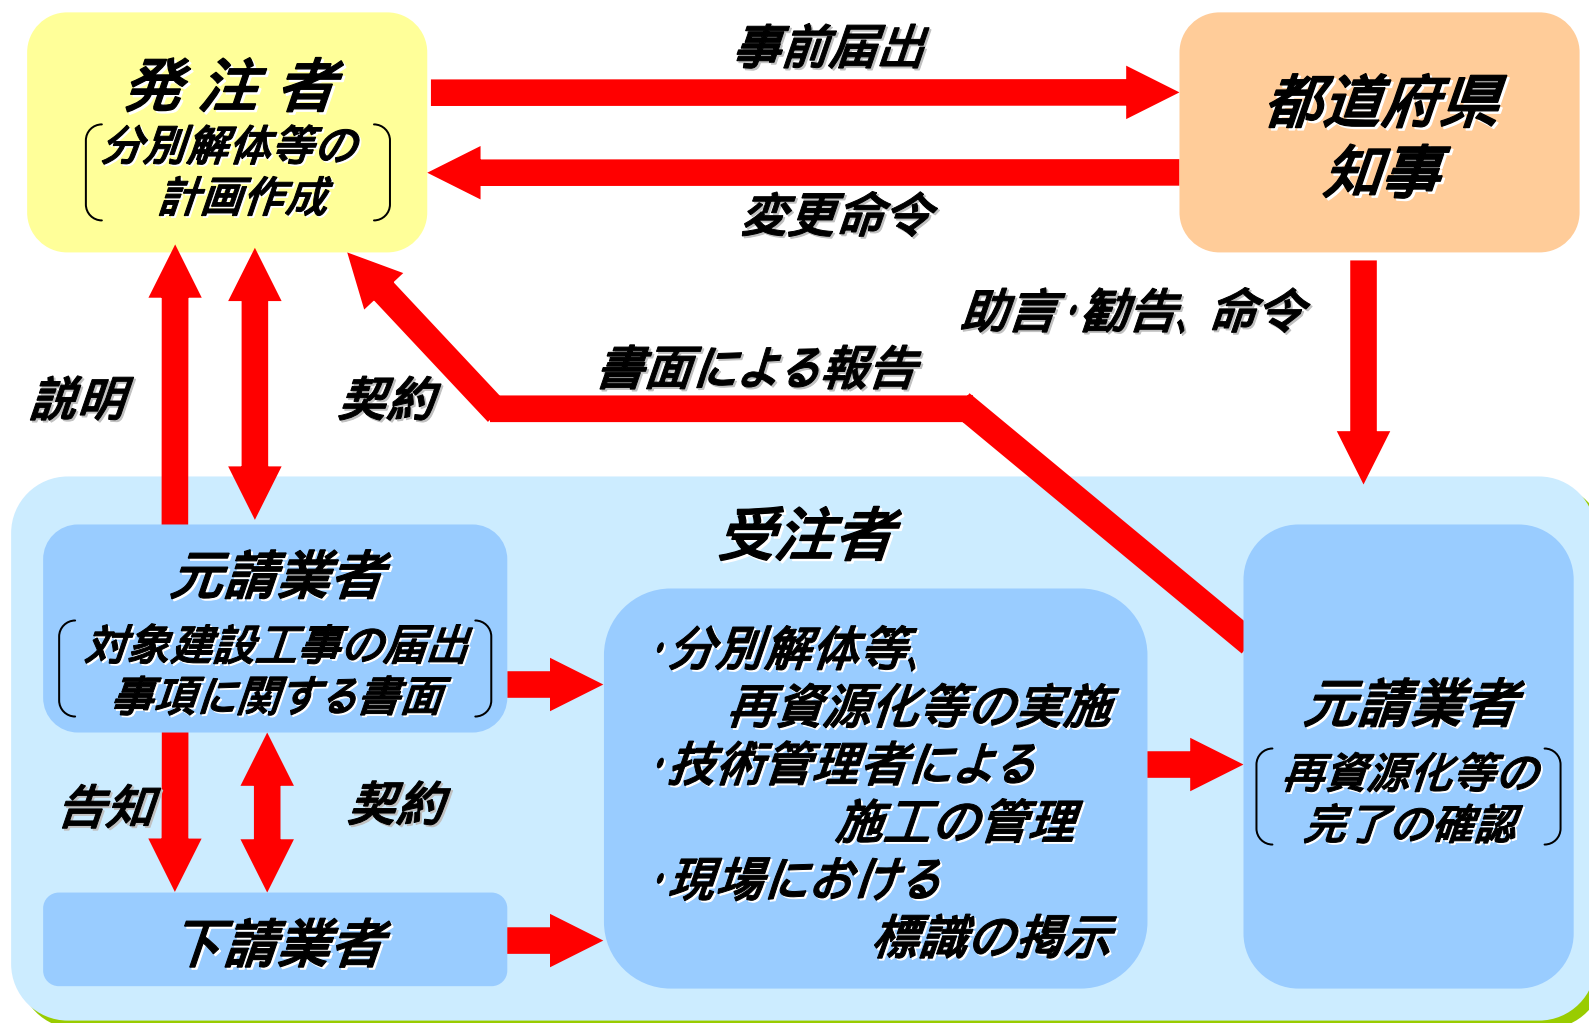 発 注 者
分別解体等の
計画作成
事前届出
変更命令
都道府県
知事
助言・勧告、命令
書面による報告
説明
契約
受注者
元請業者
対象建設工事の届出
事項に関する書面
告知
契約
下請業者
・分別解体等、
再資源化等の実施
・技術管理者による
施工の管理
・現場における
標識の掲示
元請業者
再資源化等の
完了の確認